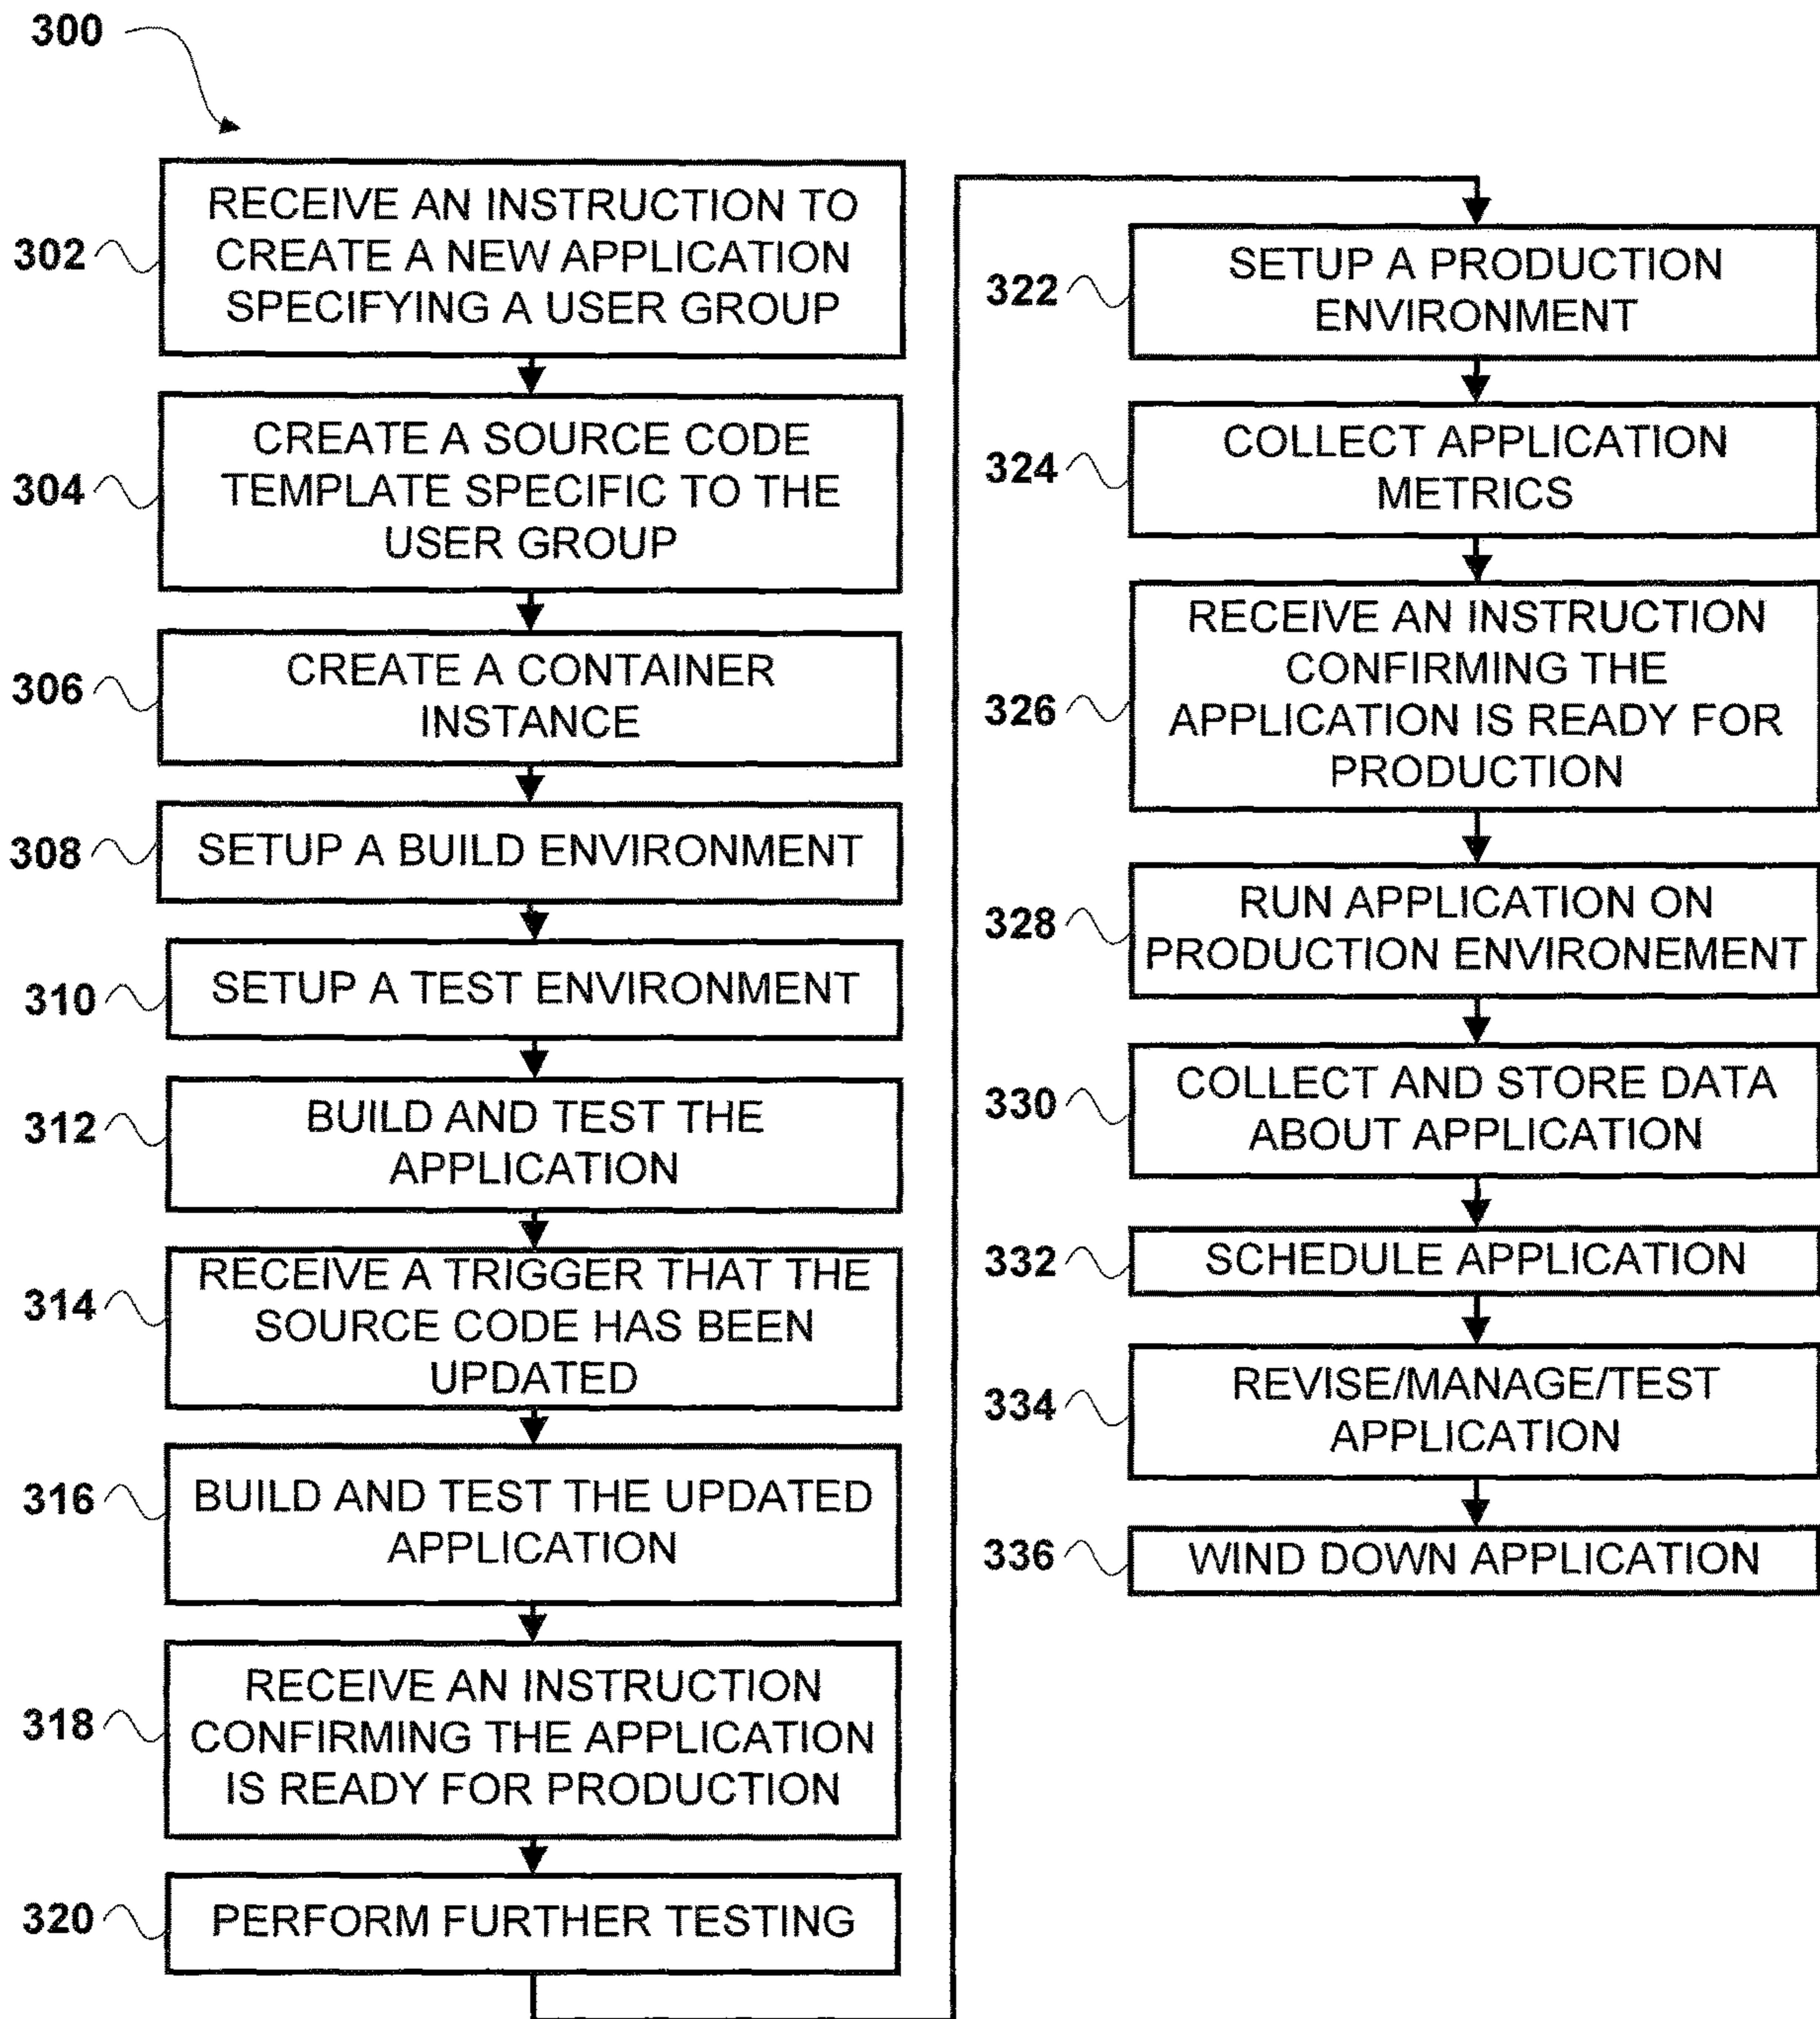 300
302
RECEIVE AN INSTRUCTION TO
CREATE A NEW APPLICATION
SPECIFYING A USER GROUP
304
CREATE A SOURCE CODE
TEMPLATE SPECIFIC TO THE
USER GROUP
306
CREATE A CONTAINER
INSTANCE
308
SETUP A BUILD ENVIRONMENT
310
SETUP A TEST ENVIRONMENT
312
BUILD AND TEST THE
APPLICATION
314
RECEIVE A TRIGGER THAT THE
SOURCE CODE HAS BEEN
UPDATED
316
BUILD AND TEST THE UPDATED
APPLICATION
318
RECEIVE AN INSTRUCTION
CONFIRMING THE APPLICATION
IS READY FOR PRODUCTION
320
PERFORM FURTHER TESTING
322
SETUP A PRODUCTION
ENVIRONMENT
324
COLLECT APPLICATION
METRICS
326
RECEIVE AN INSTRUCTION
CONFIRMING THE
APPLICATION IS READY FOR
PRODUCTION
328
RUN APPLICATION ON
PRODUCTION ENVIRONEMENT
330
COLLECT AND STORE DATA
ABOUT APPLICATION
332
SCHEDULE APPLICATION
334
REVISE/MANAGE/TEST
APPLICATION
336
WIND DOWN APPLICATION